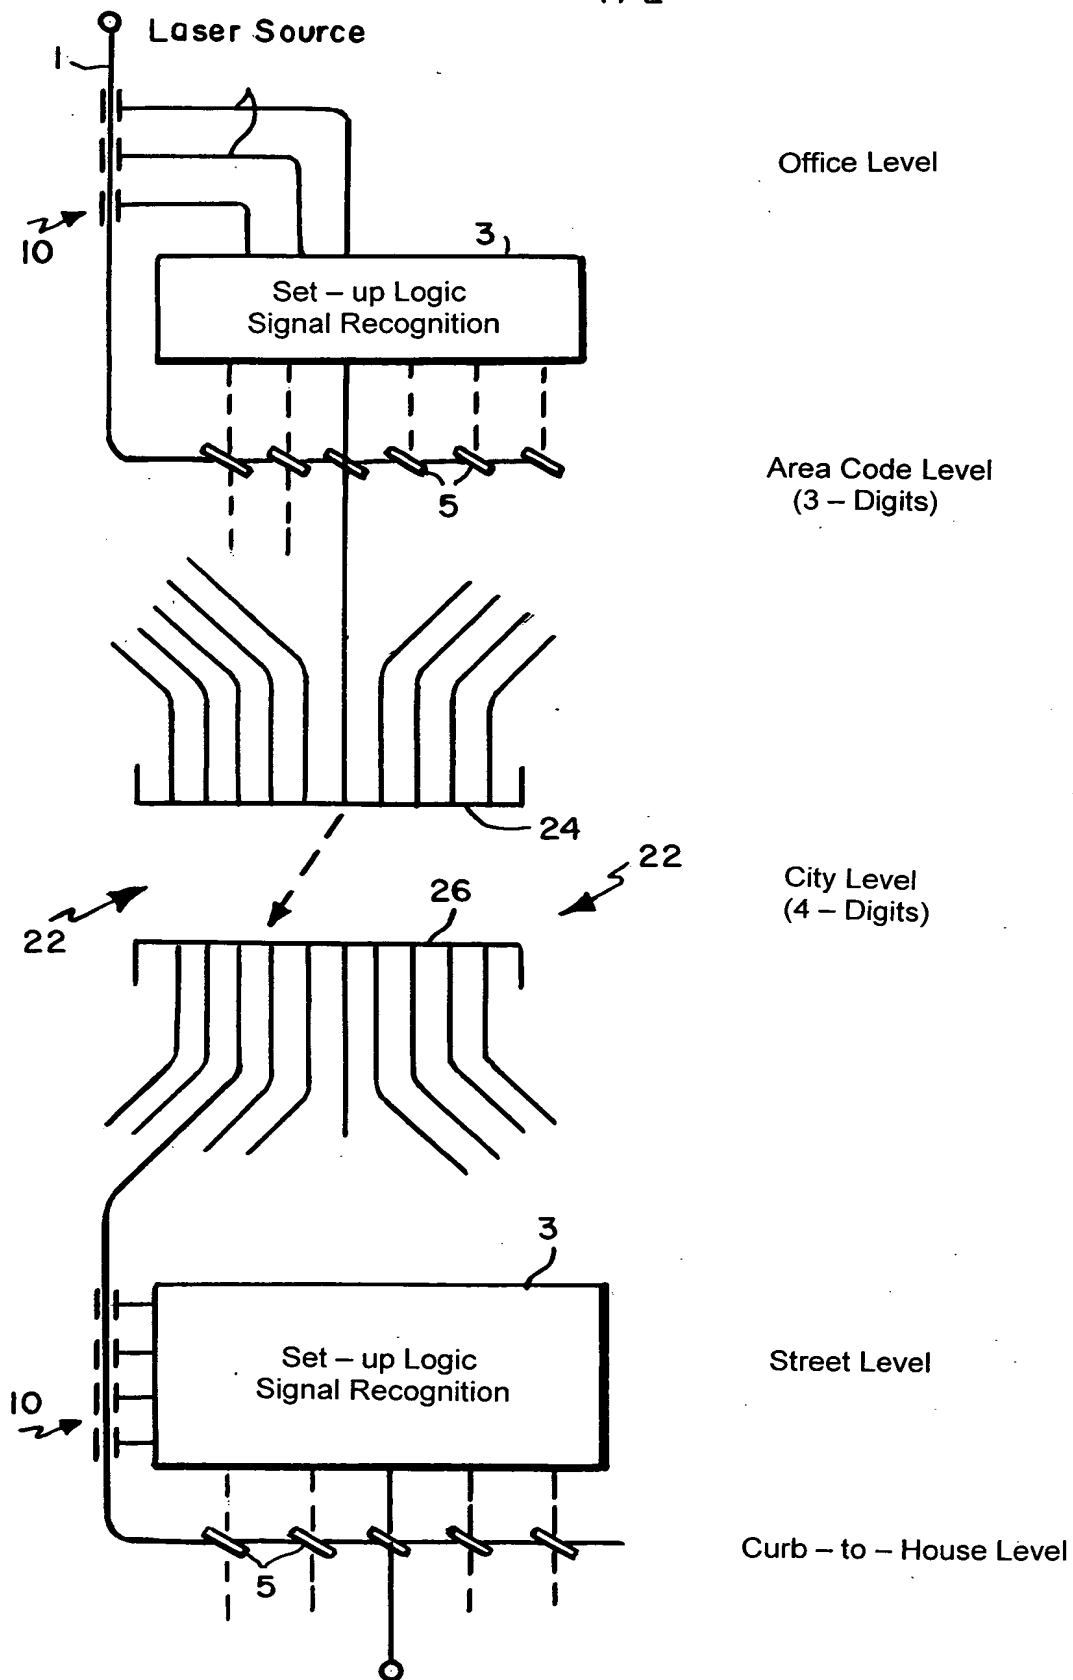 Laser Source
1
Office Level
10
3
Set – up Logic
Signal Recognition
Area Code Level
(3 – Digits)
5
24
22
City Level
(4 – Digits)
26
22
3
Set – up Logic
Signal Recognition
Street Level
10
Curb – to – House Level
5